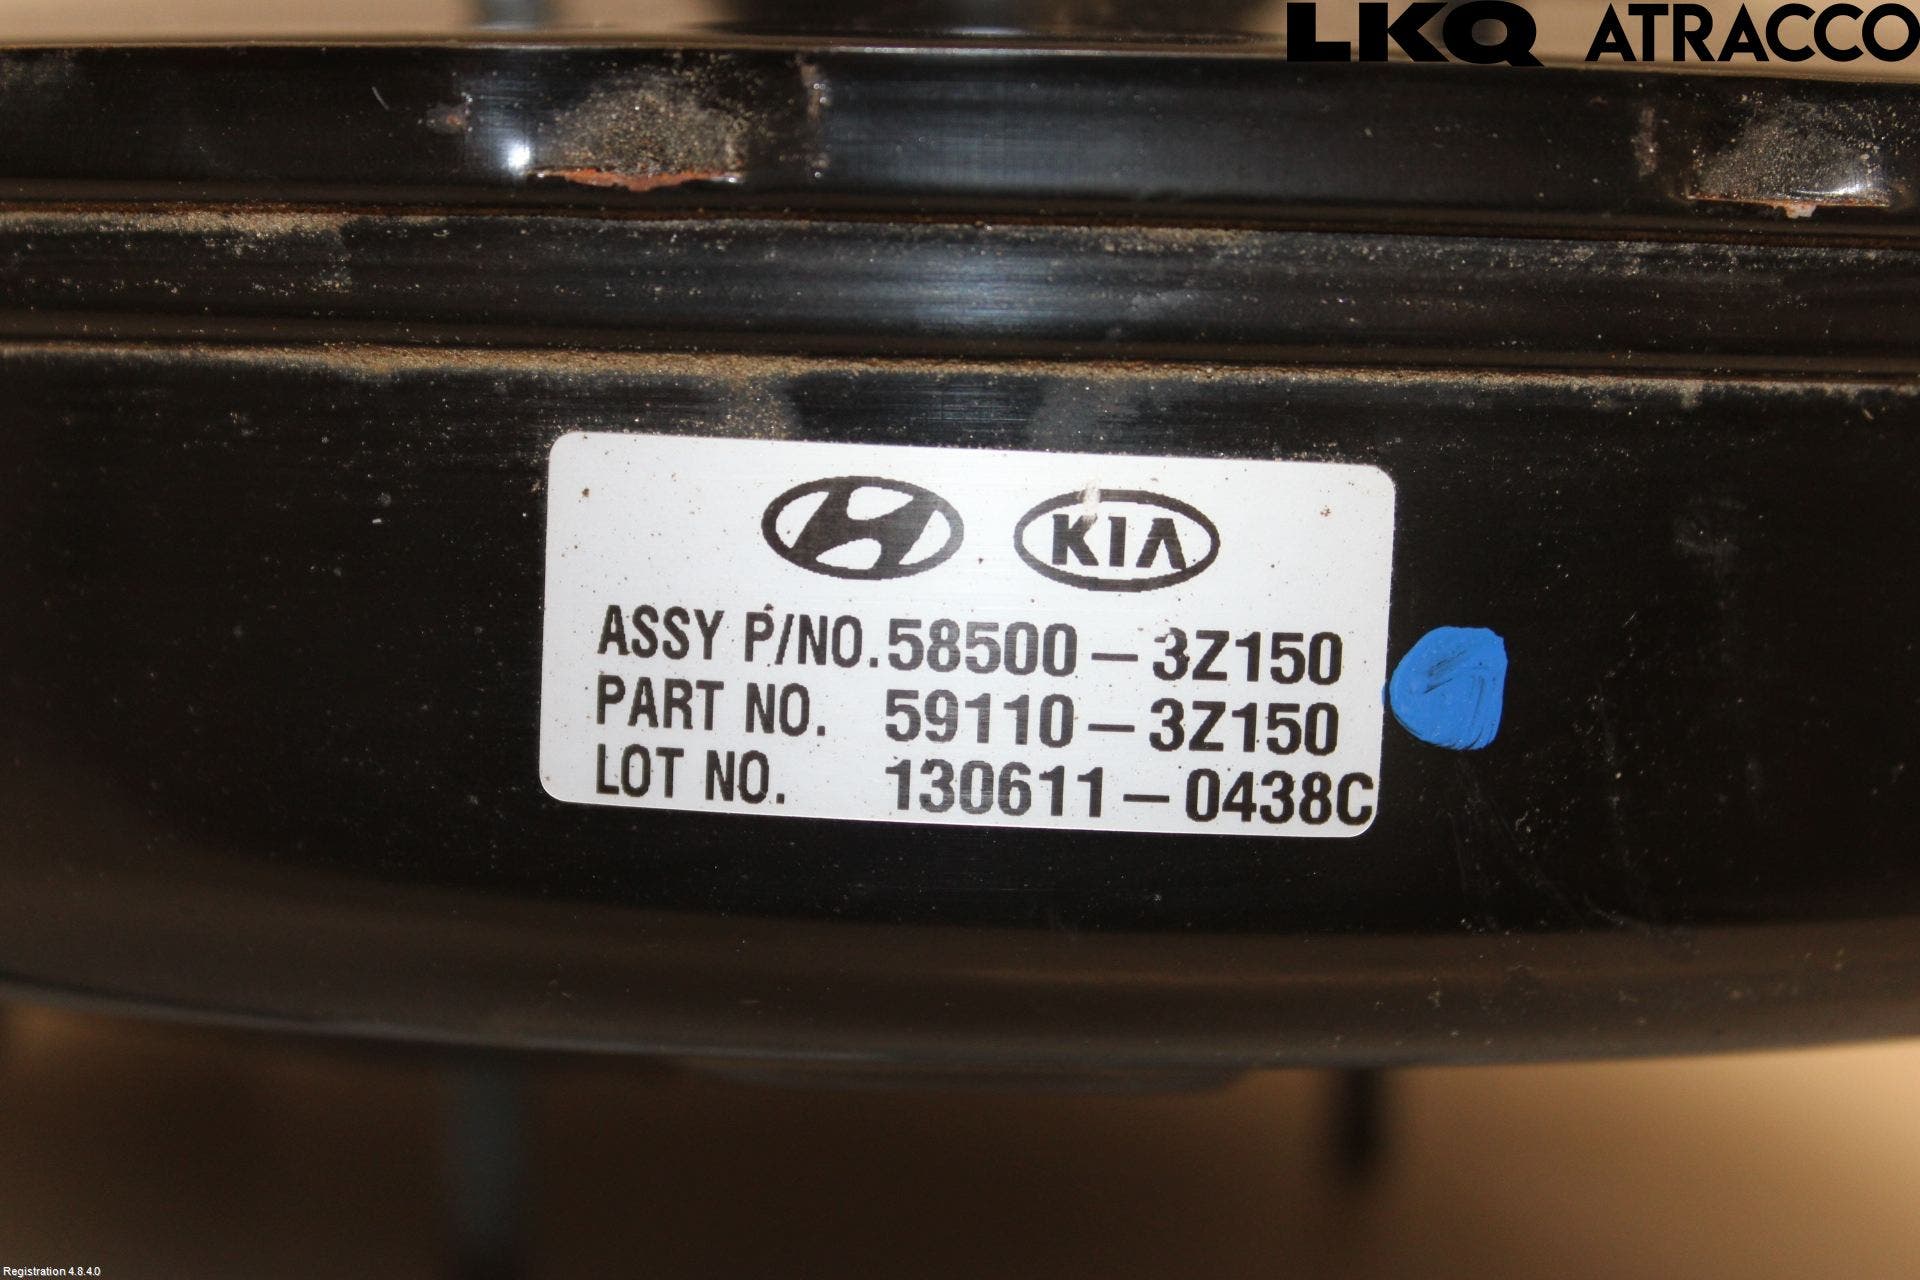 LKQ ATRACCO
KIA
ASSY P/NO. 58500-3Z150
PART NO. 59110-3Z150
LOT NO. 130611-0438C
Registration 4.8.4.0